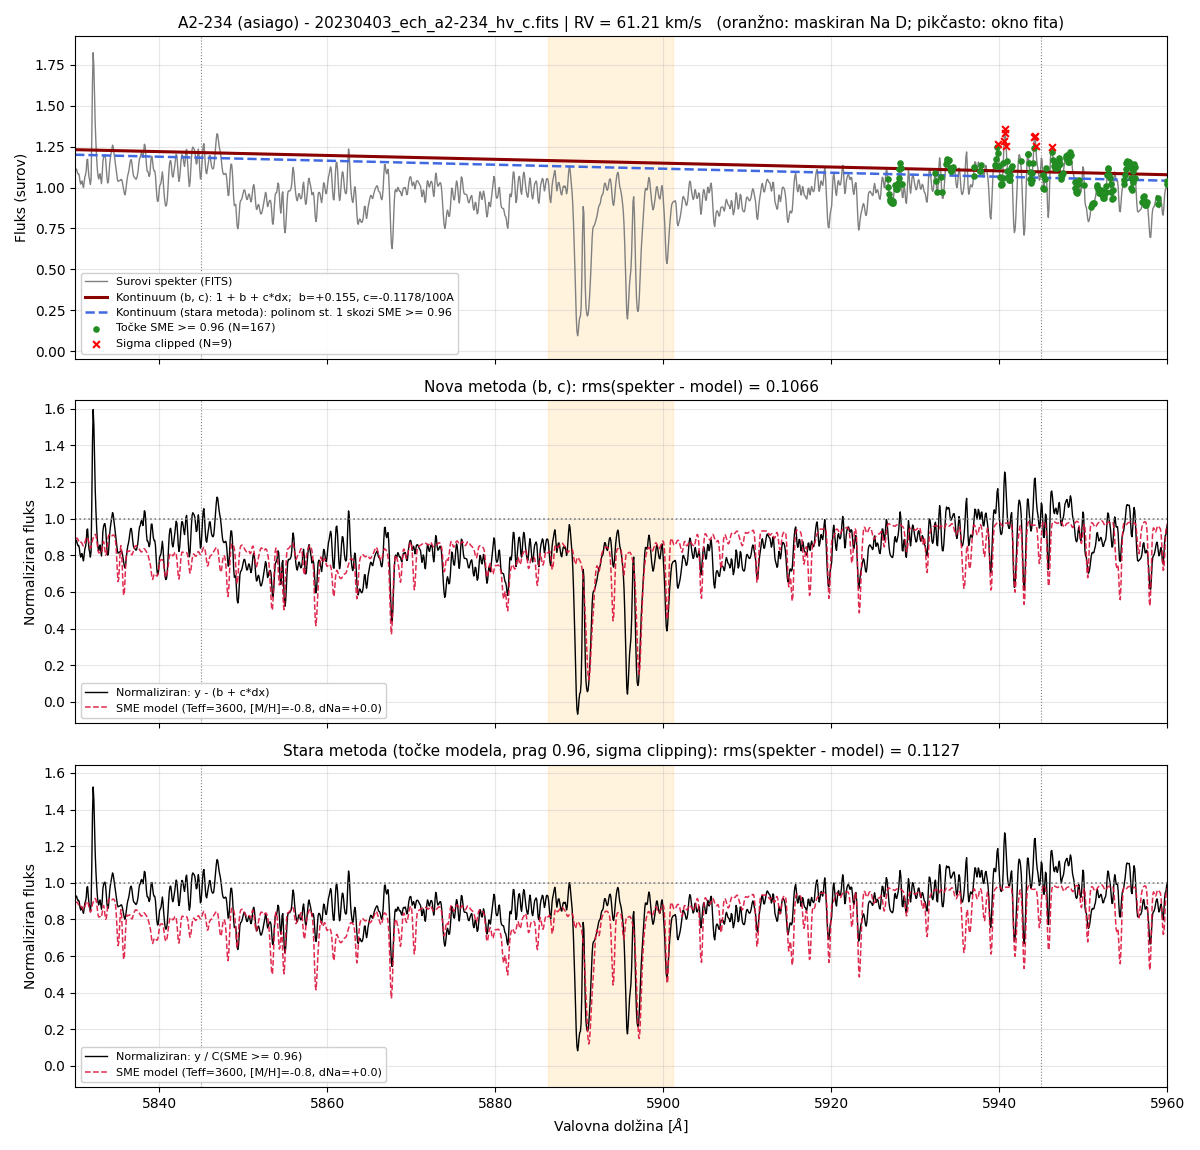 A2-234 (asiago) - 20230403_ech_a2-234_hv_c.fits | RV = 61.21 km/s   (oranžno: maskiran Na D; pikčasto: okno fita)
Fluks (surov)
1.75
1.50
1.25
1.00
0.75
0.50
0.25
0.00
Surovi spekter (FITS)
Kontinuum (b, c): 1 + b + c*dx;  b=+0.155, c=-0.1178/100A
Kontinuum (stara metoda): polinom st. 1 skozi SME >= 0.96
Točke SME >= 0.96 (N=167)
Sigma clipped (N=9)
Nova metoda (b, c): rms(spekter - model) = 0.1066
Normaliziran fluks
1.6
1.4
1.2
1.0
0.8
0.6
0.4
0.2
0.0
Normaliziran: y - (b + c*dx)
SME model (Teff=3600, [M/H]=-0.8, dNa=+0.0)
Stara metoda (točke modela, prag 0.96, sigma clipping): rms(spekter - model) = 0.1127
Normaliziran fluks
1.6
1.4
1.2
1.0
0.8
0.6
0.4
0.2
0.0
Normaliziran: y / C(SME >= 0.96)
SME model (Teff=3600, [M/H]=-0.8, dNa=+0.0)
5840 5860 5880 5900 5920 5940 5960
Valovna dolžina [Å]